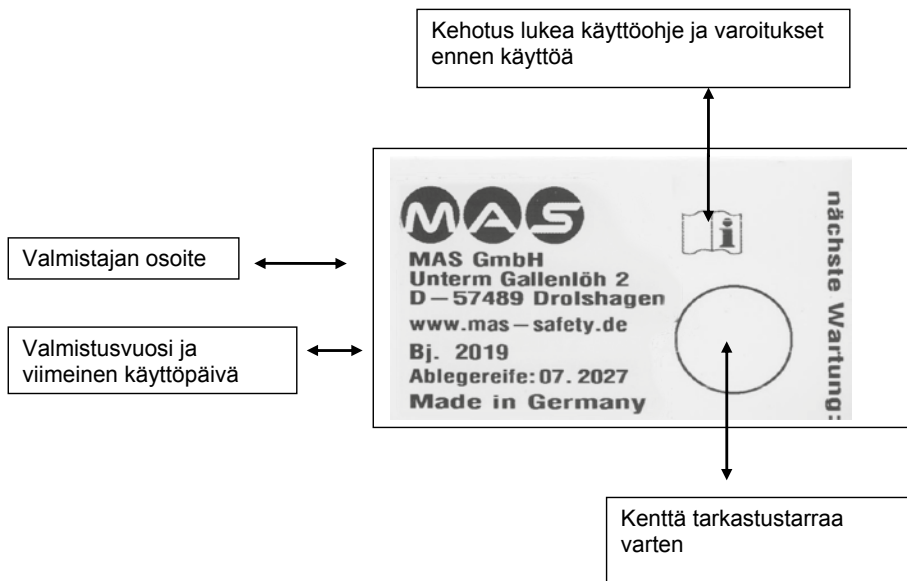 Kehotus lukea käyttöohje ja varoitukset
ennen käyttöä
MAS
MAS GmbH
Unterm Gallenlöh 2
D – 57489 Drolshagen
www.mas – safety.de
Bj. 2019
Ablegereife: 07. 2027
Made in Germany
i
nächste Wartung:
Valmistajan osoite
Valmistusvuosi ja
viimeinen käyttöpäivä
Kenttä tarkastustarraa
varten